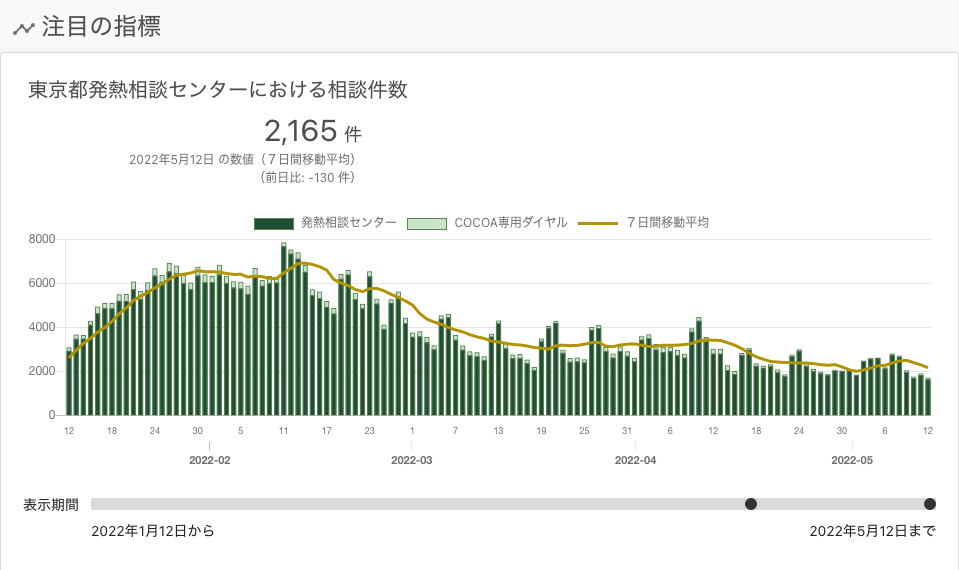 注目の指標
東京都発熱相談センターにおける相談件数
2,165 件
2022年5月12日 の数値（７日間移動平均）
（前日比: -130 件）
発熱相談センター COCOA専用ダイヤル ７日間移動平均
8000
6000
4000
2000
0
12 18 24 30 5 11 17 23 1 7 13 19 25 31 6 12 18 24 30 6 12
2022-02 2022-03 2022-04 2022-05
表示期間
2022年1月12日から 2022年5月12日まで